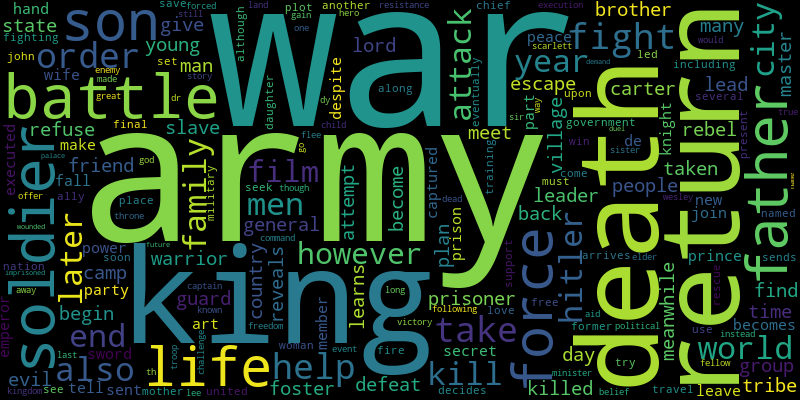 hand
save
forced
land
although
plot
gain
another
hero
resistance
chief
execution
still
one
state
son
give
war
brother
many
fighting
young
lord
along
attack
fight
peace
including
city
john
order
man
year
would
master
wife
set
despite
daughter
story
eventually
escape
led
scarlett
demand
lead
several
enemy
made
great
dr
battle
dy
child
upon
carter
true
present
executed
refuse
final
slave
army
meet
sir
way
part
village
government
rebel
knight
duel
win
death
return
father
make
family
military
film
go
flee
god
friend
seek
though
become
captured
dead
training
de
sister
taken
soldier
palace
fall
ally
place
men
attempt
leader
must
come
people
new
join
named
offer
throne
general
back
wounded
later
power
soon
future
command
however
plan
prison
force
hitler
arrives
elder
prince
sends
nation
camp
warrior
country
reveals
king
learns
long
support
meanwhile
rescue
wesley
imprisoned
away
party
guard
captain
known
freedom
member
victory
prisoner
following
love
free
aid
former
political
time
find
begin
art
woman
event
fire
take
secret
use
becomes
emperor
last
end
sword
troop
challenge
life
help
day
try
instead
world
evil
also
th
kill
minister
fellow
group
kingdom
see
tell
sent
mother
lee
united
foster
defeat
decides
killed
belief
travel
leave
tribe